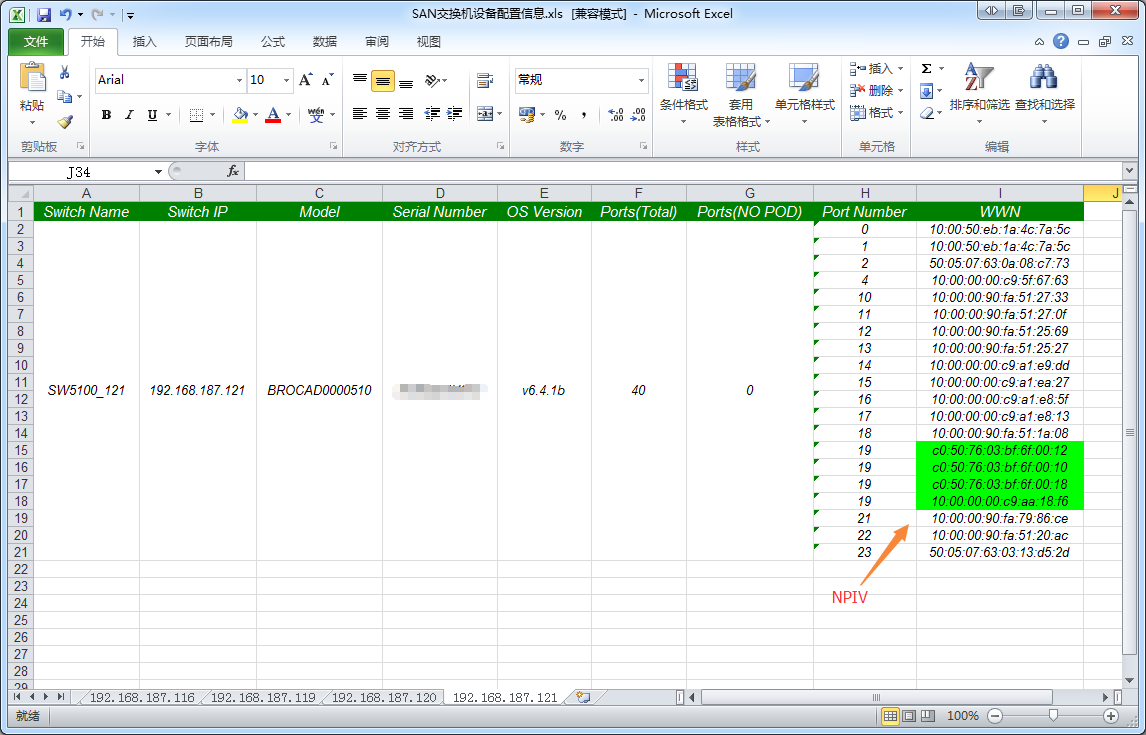 SAN交换机设备配置信息.xls [兼容模式] - Microsoft Excel
文件 开始 插入 页面布局 公式 数据 审阅 视图
粘贴
剪贴板
Arial 10
B I U wén 文
字体
对齐方式
常规
% , .0 .00 .00 .0
数字
条件格式 套用 表格格式 单元格样式
样式
插入
删除
格式
单元格
Σ
排序和筛选 查找和选择
编辑
J34 fx
A B C D E F G H I J
1 Switch Name Switch IP Model Serial Number OS Version Ports(Total) Ports(NO POD) Port Number WWN
2 0 10:00:50:eb:1a:4c:7a:5c
3 1 10:00:50:eb:1a:4c:7a:5c
4 2 50:05:07:63:0a:08:c7:73
5 4 10:00:00:00:c9:5f:67:63
6 10 10:00:00:90:fa:51:27:33
7 11 10:00:00:90:fa:51:27:0f
8 12 10:00:00:90:fa:51:25:69
9 13 10:00:00:90:fa:51:25:27
10 14 10:00:00:00:c9:a1:e9:dd
11 15 10:00:00:00:c9:a1:ea:27
SW5100_121 192.168.187.121 BROCAD0000510 v6.4.1b 40 0
12 16 10:00:00:00:c9:a1:e8:5f
13 17 10:00:00:00:c9:a1:e8:13
14 18 10:00:00:90:fa:51:1a:08
15 19 c0:50:76:03:bf:6f:00:12
16 19 c0:50:76:03:bf:6f:00:10
17 19 c0:50:76:03:bf:6f:00:18
18 19 10:00:00:00:c9:aa:18:f6
19 21 10:00:00:90:fa:79:86:ce
20 22 10:00:00:90:fa:51:20:ac
21 23 50:05:07:63:03:13:d5:2d
22
23
24 NPIV
25
26
27
28
29
192.168.187.116 192.168.187.119 192.168.187.120 192.168.187.121
就绪 100%